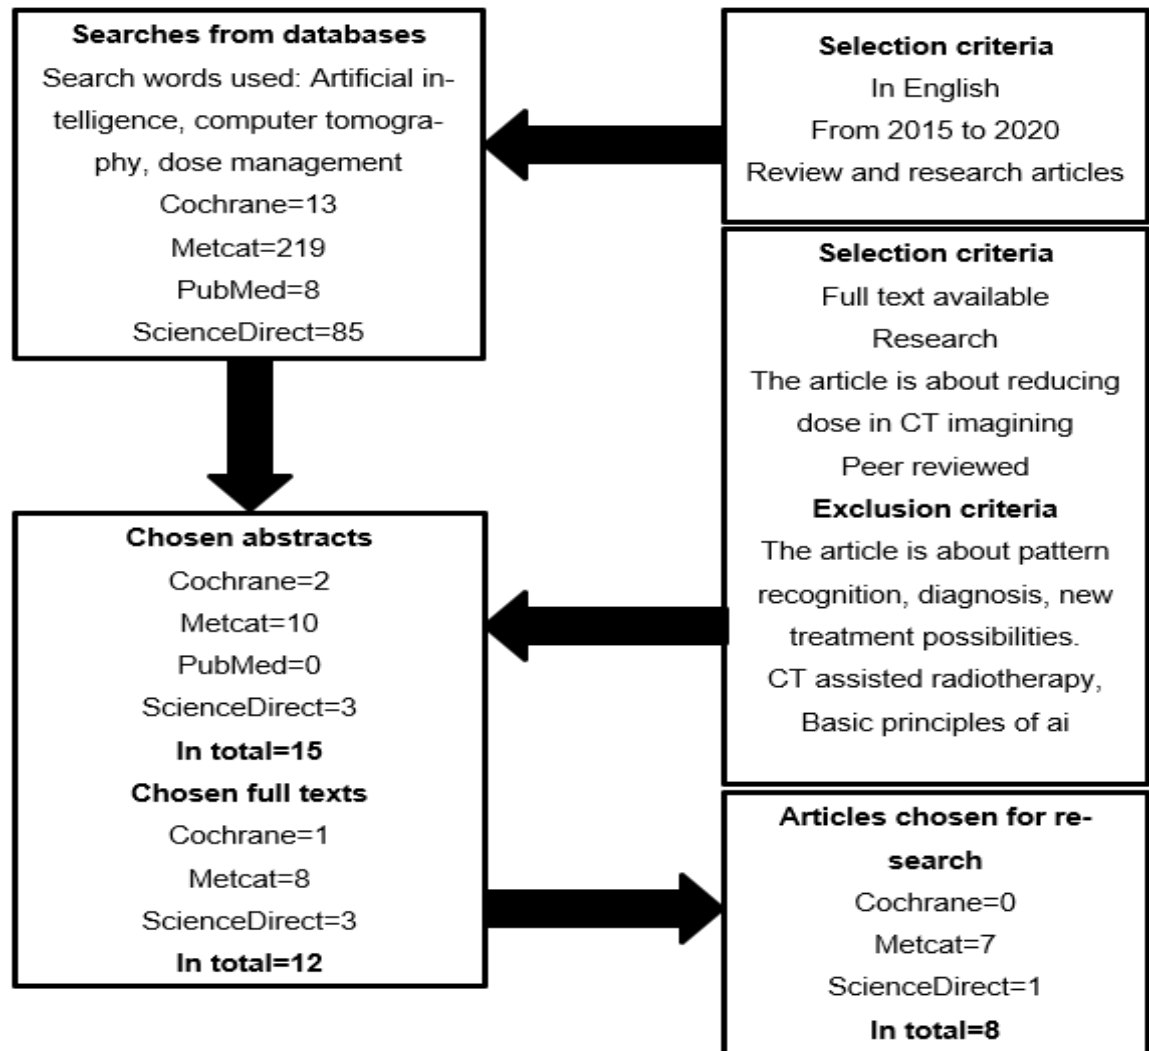 Searches from databases
Search words used: Artificial in-
telligence, computer tomogra-
phy, dose management
Cochrane=13
Metcat=219
PubMed=8
ScienceDirect=85
Selection criteria
In English
From 2015 to 2020
Review and research articles
Selection criteria
Full text available
Research
The article is about reducing
dose in CT imagining
Peer reviewed
Exclusion criteria
The article is about pattern
recognition, diagnosis, new
treatment possibilities.
CT assisted radiotherapy,
Basic principles of ai
Chosen abstracts
Cochrane=2
Metcat=10
PubMed=0
ScienceDirect=3
In total=15
Chosen full texts
Cochrane=1
Metcat=8
ScienceDirect=3
In total=12
Articles chosen for re-
search
Cochrane=0
Metcat=7
ScienceDirect=1
In total=8